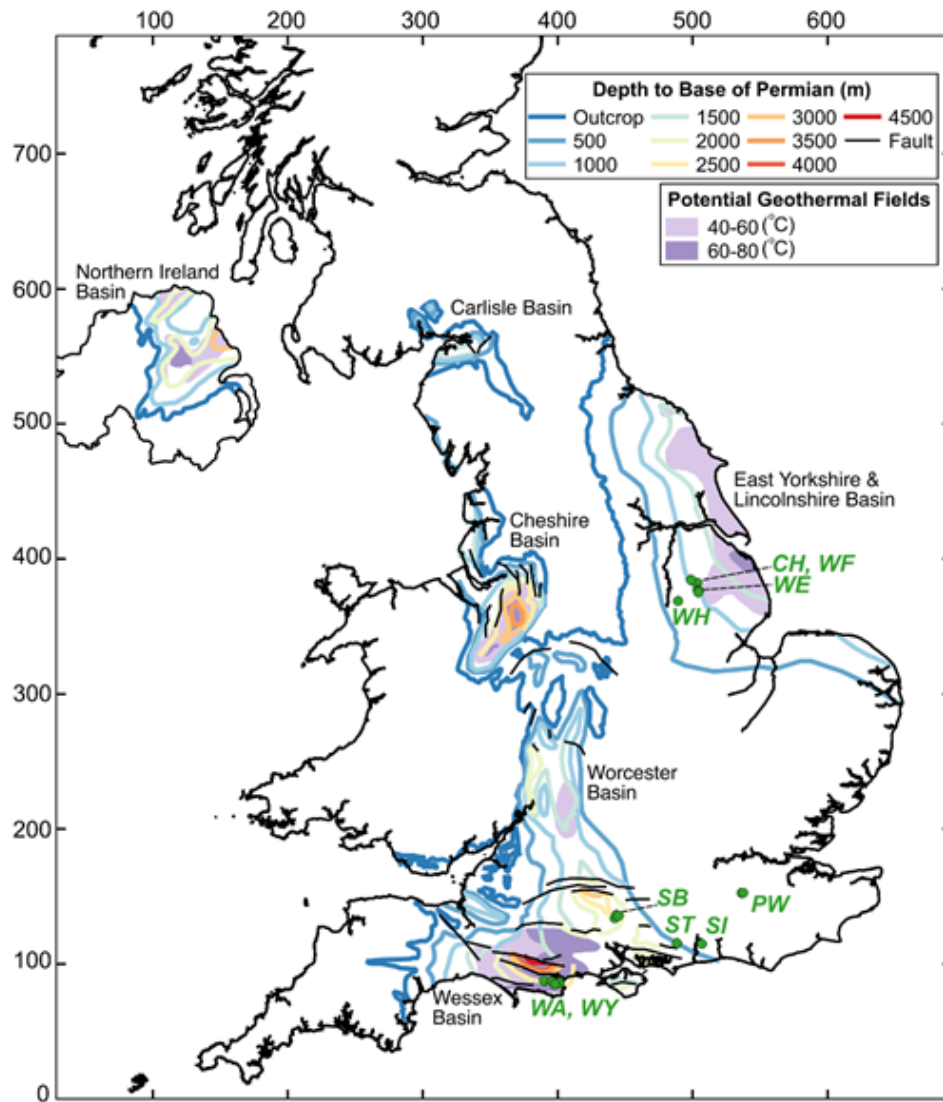 100 200 300 400 500 600
Depth to Base of Permian (m)
Outcrop 1500 3000 4500
500 2000 3500 Fault
1000 2500 4000
Potential Geothermal Fields
40-60 (°C)
60-80 (°C)
700
600
500
400
300
200
100
0
Northern Ireland
Basin
Carlisle Basin
East Yorkshire &
Lincolnshire Basin
Cheshire
Basin
CH, WF
WE
WH
Worcester
Basin
SB
PW
ST SI
Wessex
Basin
WA, WY